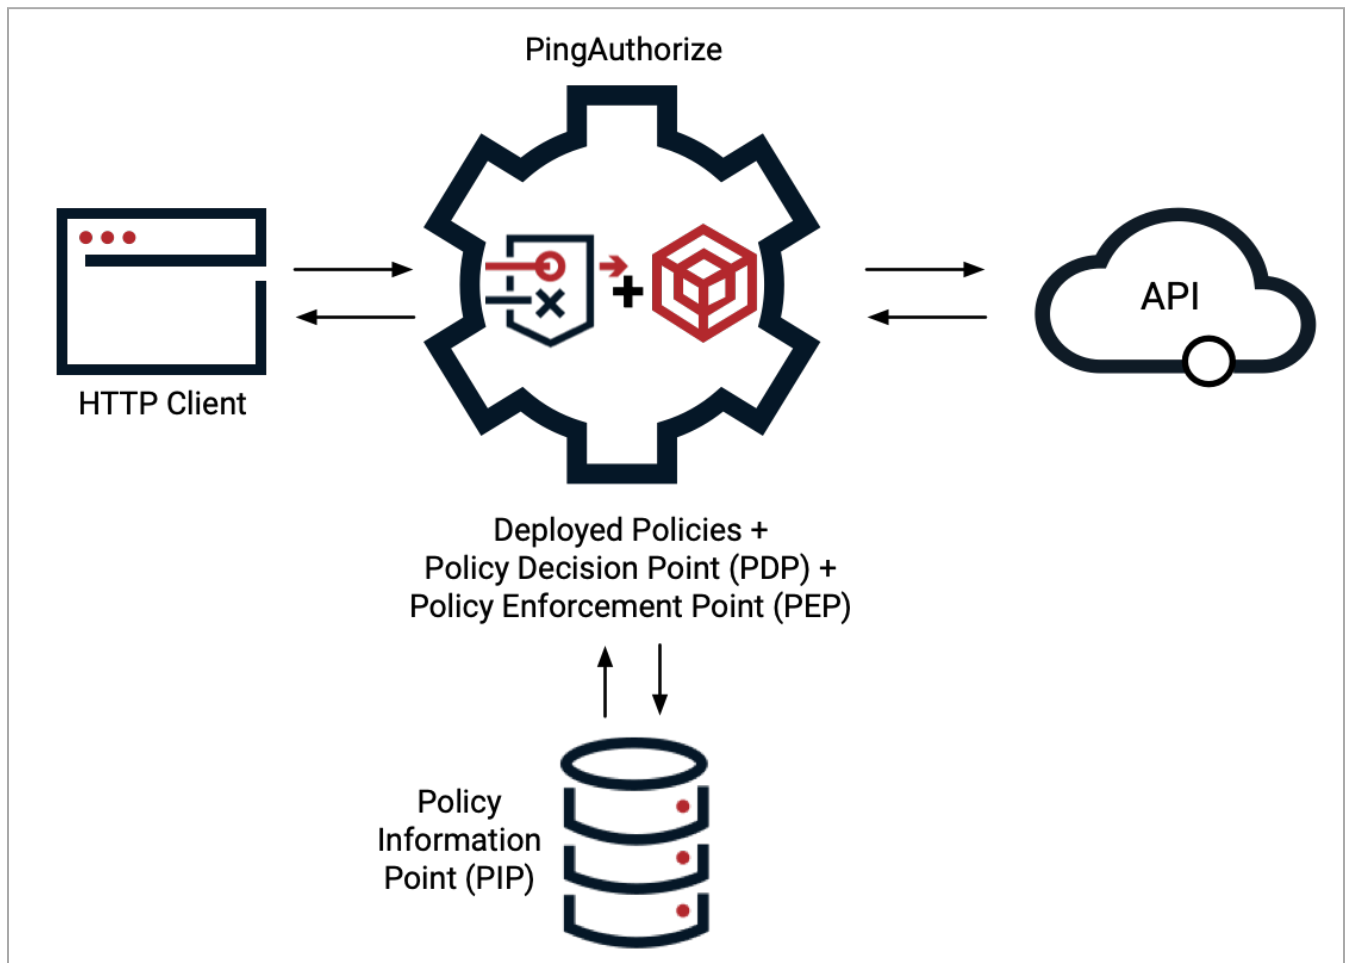 PingAuthorize
HTTP Client
API
Deployed Policies +
Policy Decision Point (PDP) +
Policy Enforcement Point (PEP)
Policy
Information
Point (PIP)